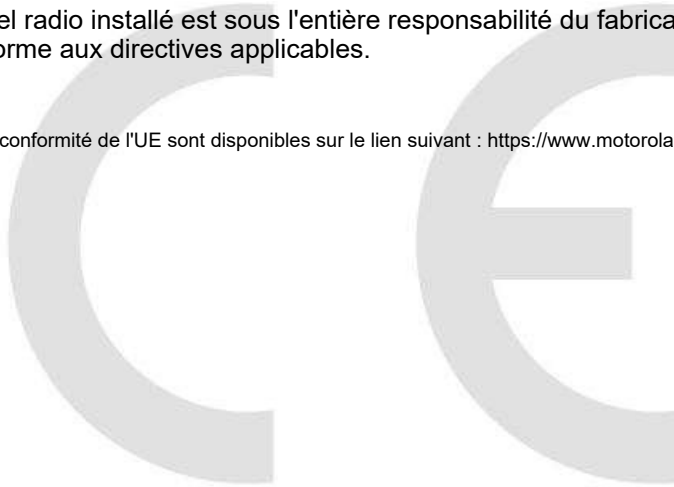 el radio installé est sous l'entière responsabilité du fabrica
orme aux directives applicables.
conformité de l'UE sont disponibles sur le lien suivant : https://www.motorola
CE